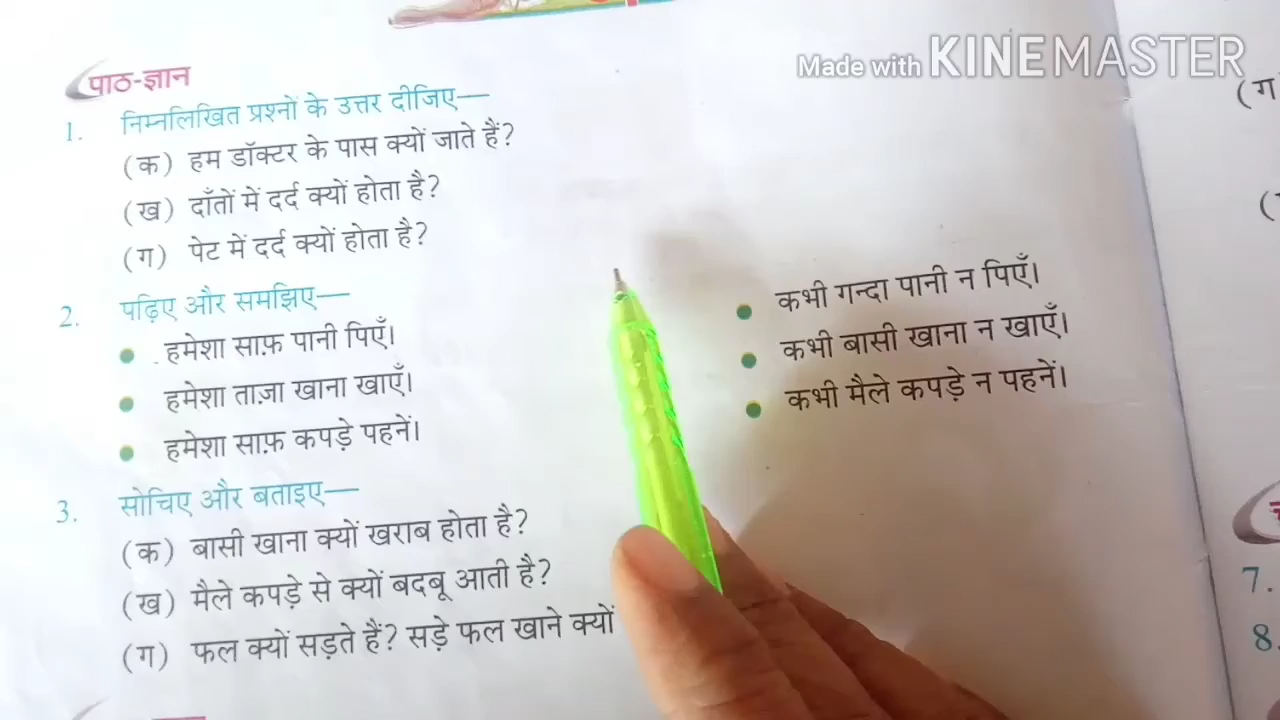 Made with KINEMASTER
पाठ-ज्ञान
1. निम्नलिखित प्रश्नों के उत्तर दीजिए—
(क) हम डॉक्टर के पास क्यों जाते हैं?
(ख) दाँतों में दर्द क्यों होता है?
(ग) पेट में दर्द क्यों होता है?
2. पढ़िए और समझिए—
• हमेशा साफ़ पानी पिएँ।
• कभी गन्दा पानी न पिएँ।
• हमेशा ताज़ा खाना खाएँ।
• कभी बासी खाना न खाएँ।
• हमेशा साफ़ कपड़े पहनें।
• कभी मैले कपड़े न पहनें।
3. सोचिए और बताइए—
(क) बासी खाना क्यों खराब होता है?
(ख) मैले कपड़े से क्यों बदबू आती है?
(ग) फल क्यों सड़ते हैं? सड़े फल खाने क्यों
(ग
7.
8.